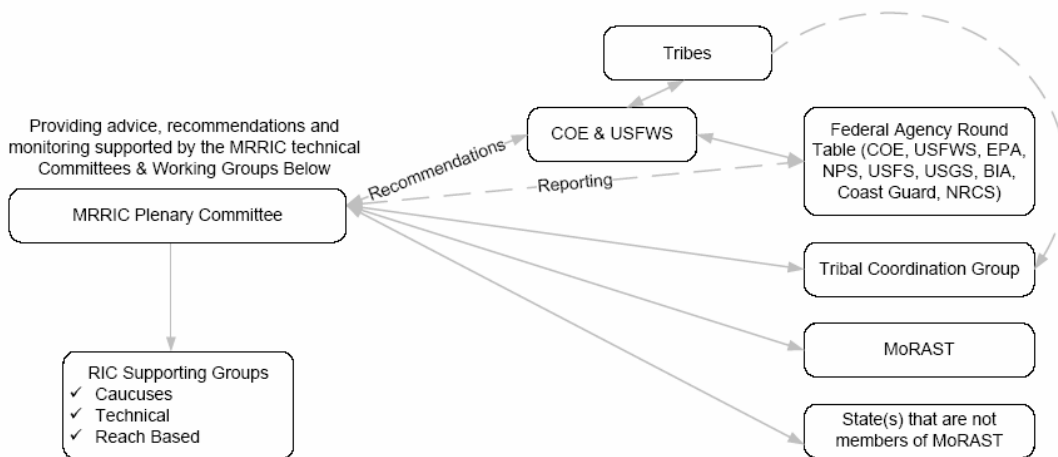 Tribes
Providing advice, recommendations and
monitoring supported by the MRRIC technical
Committees & Working Groups Below
COE & USFWS
Federal Agency Round
Table (COE, USFWS, EPA,
NPS, USFS, USGS, BIA,
Coast Guard, NRCS)
Recommendations
Reporting
MRRIC Plenary Committee
Tribal Coordination Group
MoRAST
RIC Supporting Groups
✓ Caucuses
✓ Technical
✓ Reach Based
State(s) that are not
members of MoRAST